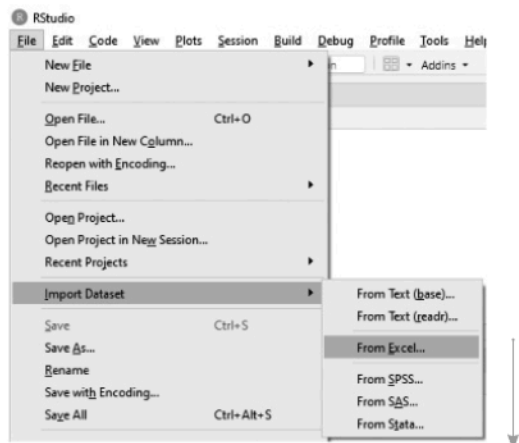 RStudio
File Edit Code View Plots Session Build Debug Profile Tools Help
New File
Addins
New Project...
Open File... Ctrl+O
Open File in New Column...
Reopen with Encoding...
Recent Files
Open Project...
Open Project in New Session...
Recent Projects
Import Dataset
From Text (base)...
From Text (readr)...
From Excel...
From SPSS...
From SAS...
From Stata...
Save Ctrl+S
Save As...
Rename
Save with Encoding...
Save All Ctrl+Alt+S